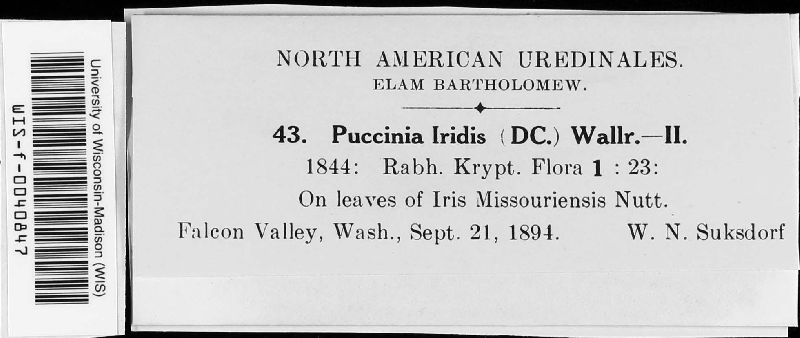 NORTH AMERICAN UREDINALES.
ELAM BARTHOLOMEW.
43. Puccinia Iridis (DC.) Wallr.—II.
1844: Rabh. Krypt. Flora 1 : 23:
On leaves of Iris Missouriensis Nutt.
Falcon Valley, Wash., Sept. 21, 1894. W. N. Suksdorf
University of Wisconsin-Madison (WIS)
WIS-f-0040847